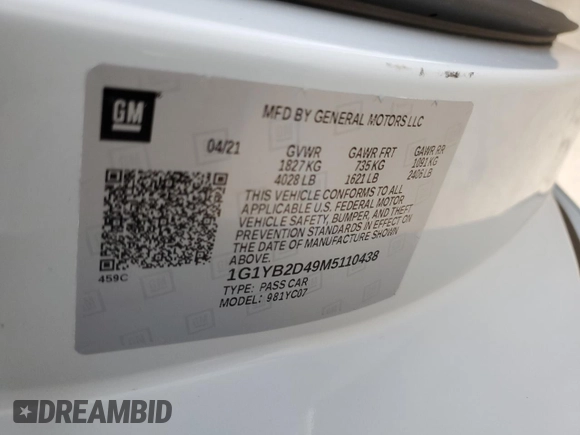 GM
MFD BY GENERAL MOTORS LLC
04/21 GVWR GAWR FRT GAWR RR
1827 KG 735 KG 1091 KG
4028 LB 1621 LB 2406 LB
THIS VEHICLE CONFORMS TO ALL
APPLICABLE U.S. FEDERAL MOTOR
VEHICLE SAFETY, BUMPER, AND THEFT
PREVENTION STANDARDS IN EFFECT ON
THE DATE OF MANUFACTURE SHOWN
ABOVE.
459C
1G1YB2D49M5110438
TYPE: PASS CAR
MODEL: 981YC07
DREAMBID